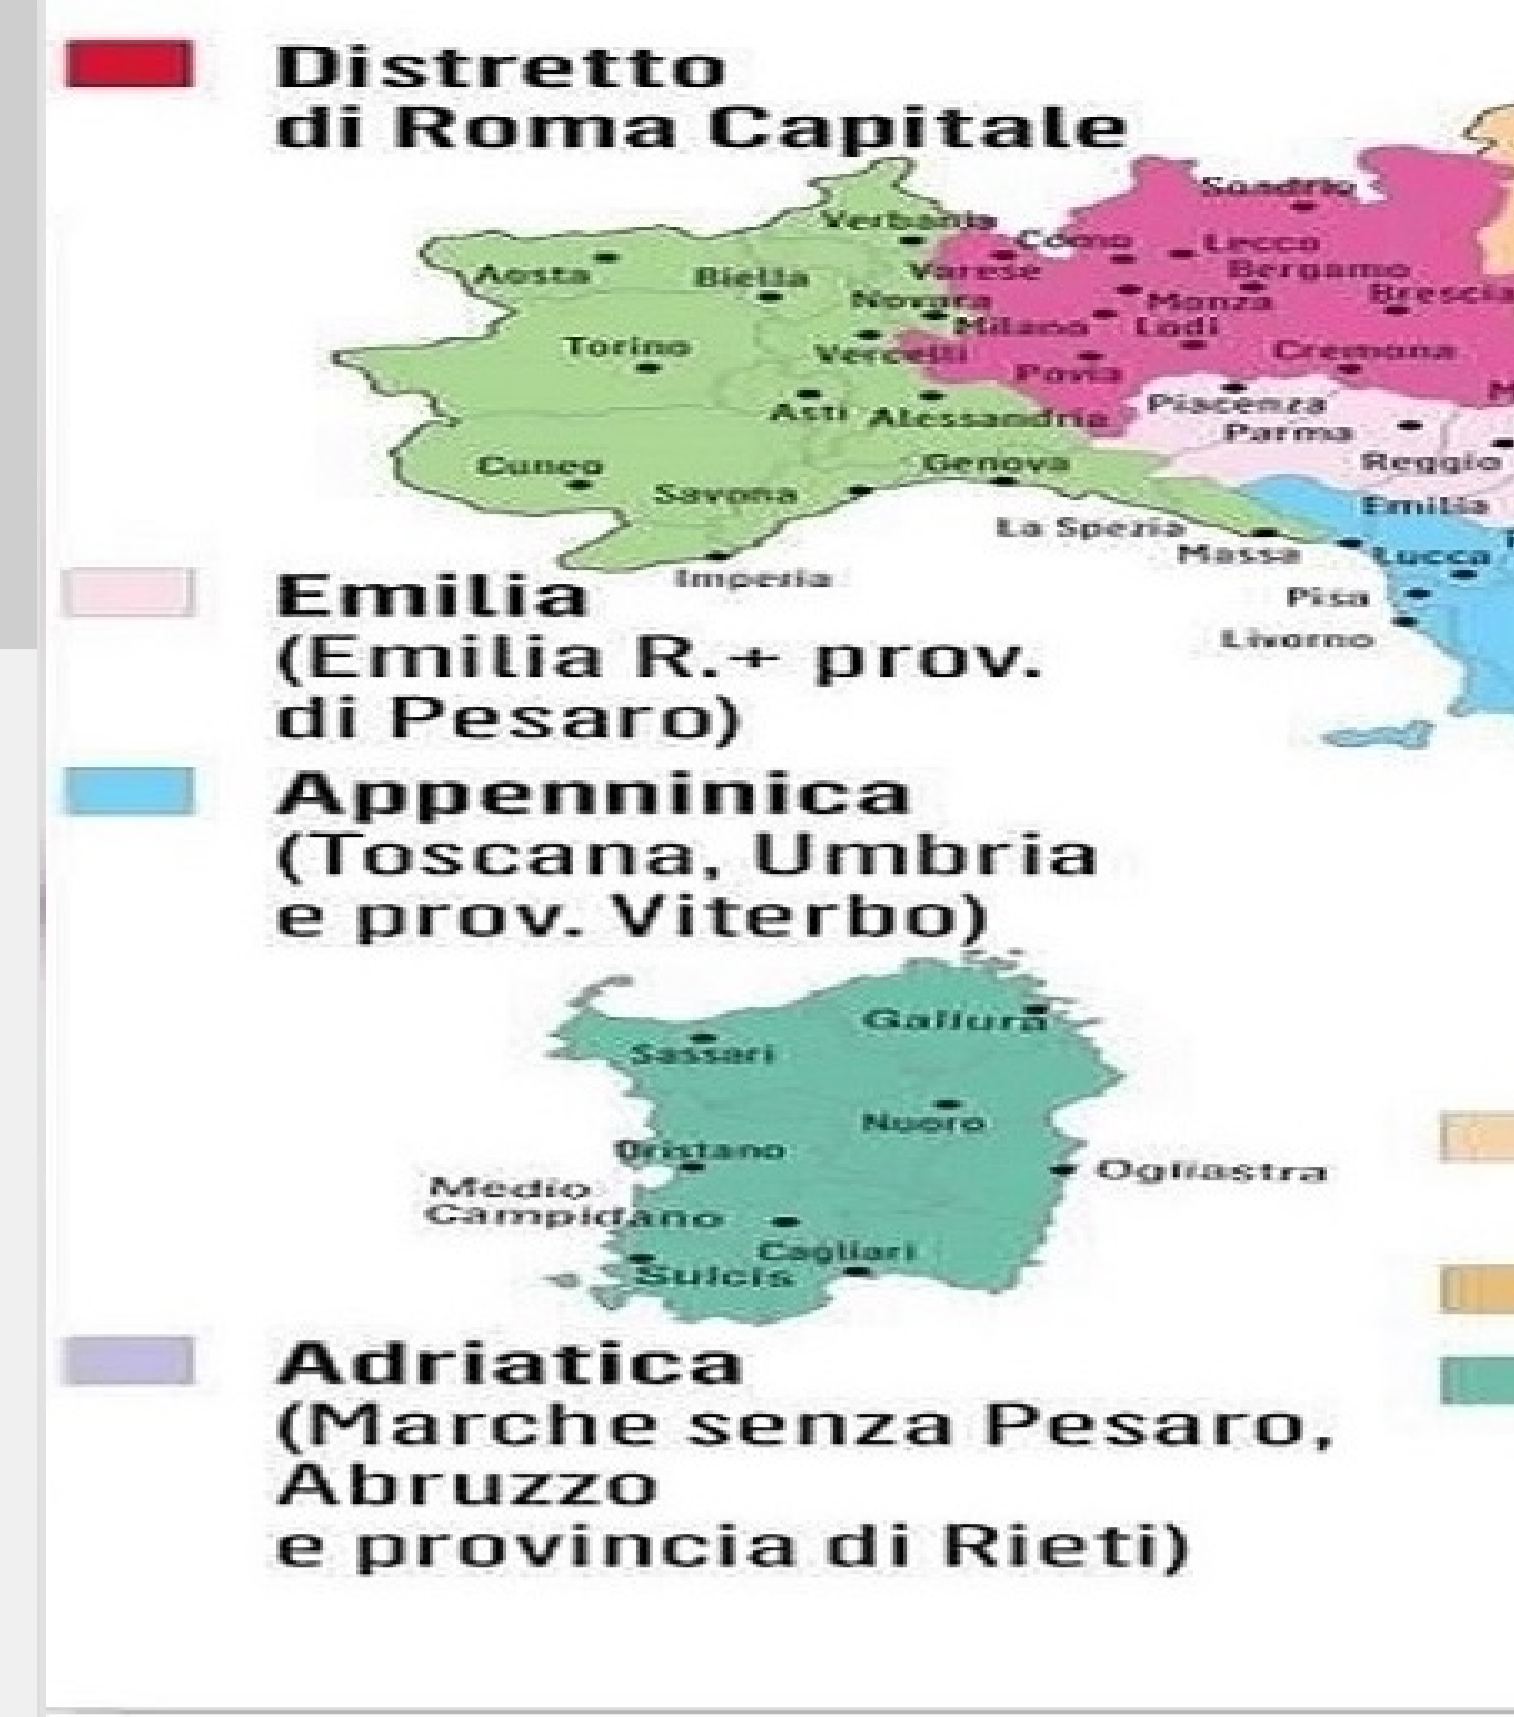 Distretto
di Roma Capitale
Sondrio
Verbania
Como
Lecco
Aosta
Biella
Varese
Bergamo
Novara
Monza
Brescia
Milano
Lodi
Torino
Vercelli
Cremona
Pavia
Asti
Alessandria
Piacenza
Parma
Cuneo
Genova
Reggio
Savona
Emilia
La Spezia
Massa
Lucca
Imperia
Pisa
Livorno
Emilia
(Emilia R.+ prov.
di Pesaro)
Appenninica
(Toscana, Umbria
e prov. Viterbo)
Gallura
Sassari
Nuoro
Oristano
Ogliastra
Medio
Campidano
Cagliari
Sulcis
Adriatica
(Marche senza Pesaro,
Abruzzo
e provincia di Rieti)